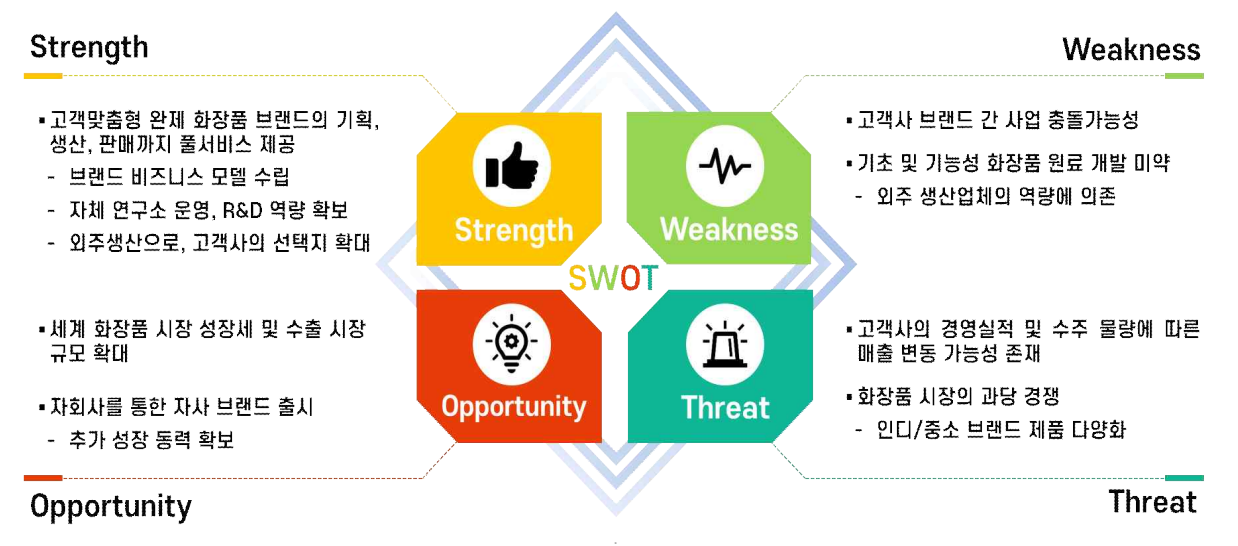 Strength
▪고객맞춤형 완제 화장품 브랜드의 기획,
생산, 판매까지 풀서비스 제공
- 브랜드 비즈니스 모델 수립
- 자체 연구소 운영, R&D 역량 확보
- 외주생산으로, 고객사의 선택지 확대
Weakness
▪고객사 브랜드 간 사업 충돌가능성
▪기초 및 기능성 화장품 원료 개발 미약
- 외주 생산업체의 역량에 의존
Strength
Weakness
SWOT
Opportunity
Threat
▪세계 화장품 시장 성장세 및 수출 시장
규모 확대
▪자회사를 통한 자사 브랜드 출시
- 추가 성장 동력 확보
Opportunity
▪고객사의 경영실적 및 수주 물량에 따른
매출 변동 가능성 존재
▪화장품 시장의 과당 경쟁
- 인디/중소 브랜드 제품 다양화
Threat